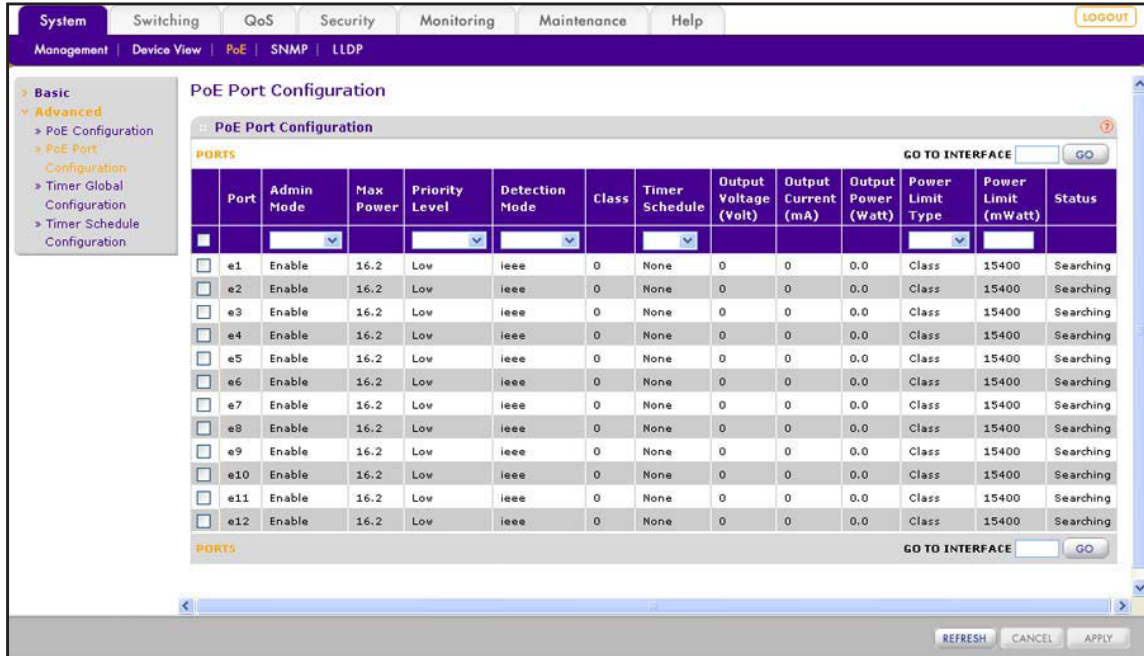 System Switching QoS Security Monitoring Maintenance Help LOGOUT
Management | Device View | PoE | SNMP | LLDP
Basic
Advanced
» PoE Configuration
» PoE Port
Configuration
» Timer Global
Configuration
» Timer Schedule
Configuration
PoE Port Configuration
PoE Port Configuration ?
PORTS GO TO INTERFACE GO
Port Admin Mode Max Power Priority Level Detection Mode Class Timer Schedule Output Voltage (Volt) Output Current (mA) Output Power (Watt) Power Limit Type Power Limit (mWatt) Status
e1 Enable 16.2 Low ieee 0 None 0 0 0.0 Class 15400 Searching
e2 Enable 16.2 Low ieee 0 None 0 0 0.0 Class 15400 Searching
e3 Enable 16.2 Low ieee 0 None 0 0 0.0 Class 15400 Searching
e4 Enable 16.2 Low ieee 0 None 0 0 0.0 Class 15400 Searching
e5 Enable 16.2 Low ieee 0 None 0 0 0.0 Class 15400 Searching
e6 Enable 16.2 Low ieee 0 None 0 0 0.0 Class 15400 Searching
e7 Enable 16.2 Low ieee 0 None 0 0 0.0 Class 15400 Searching
e8 Enable 16.2 Low ieee 0 None 0 0 0.0 Class 15400 Searching
e9 Enable 16.2 Low ieee 0 None 0 0 0.0 Class 15400 Searching
e10 Enable 16.2 Low ieee 0 None 0 0 0.0 Class 15400 Searching
e11 Enable 16.2 Low ieee 0 None 0 0 0.0 Class 15400 Searching
e12 Enable 16.2 Low ieee 0 None 0 0 0.0 Class 15400 Searching
PORTS GO TO INTERFACE GO
REFRESH CANCEL APPLY